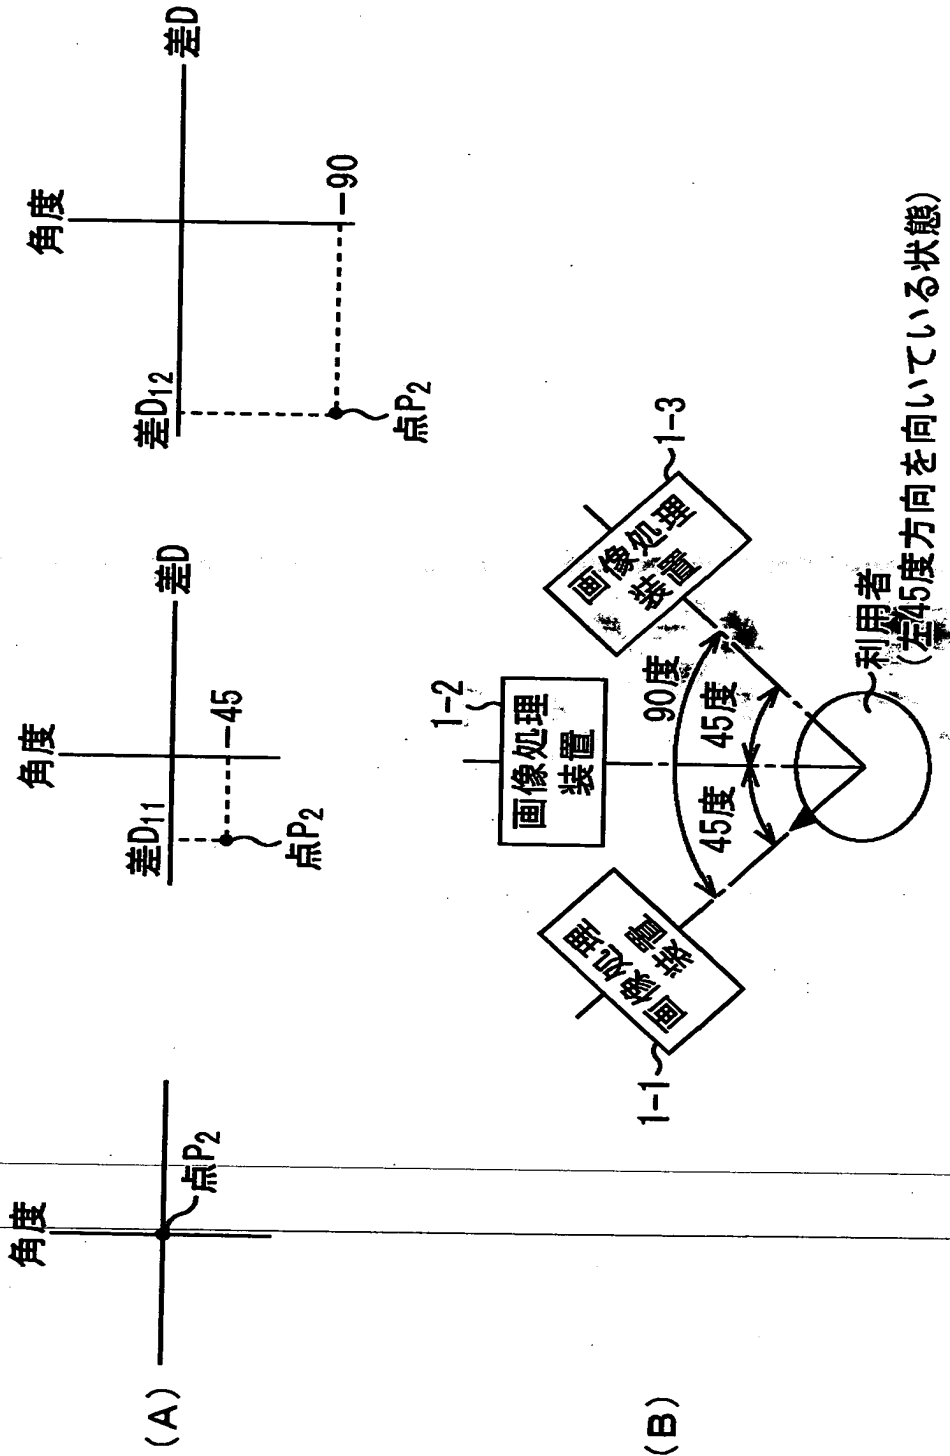 (A)
角度
点P2
角度
差D
差D11
-45
点P2
角度
差D
差D12
-90
点P2
(B)
1-1
画像処理
装置
1-2
画像処理
装置
1-3
画像処理
装置
90度
45度
45度
利用者
(左45度方向を向いている状態)